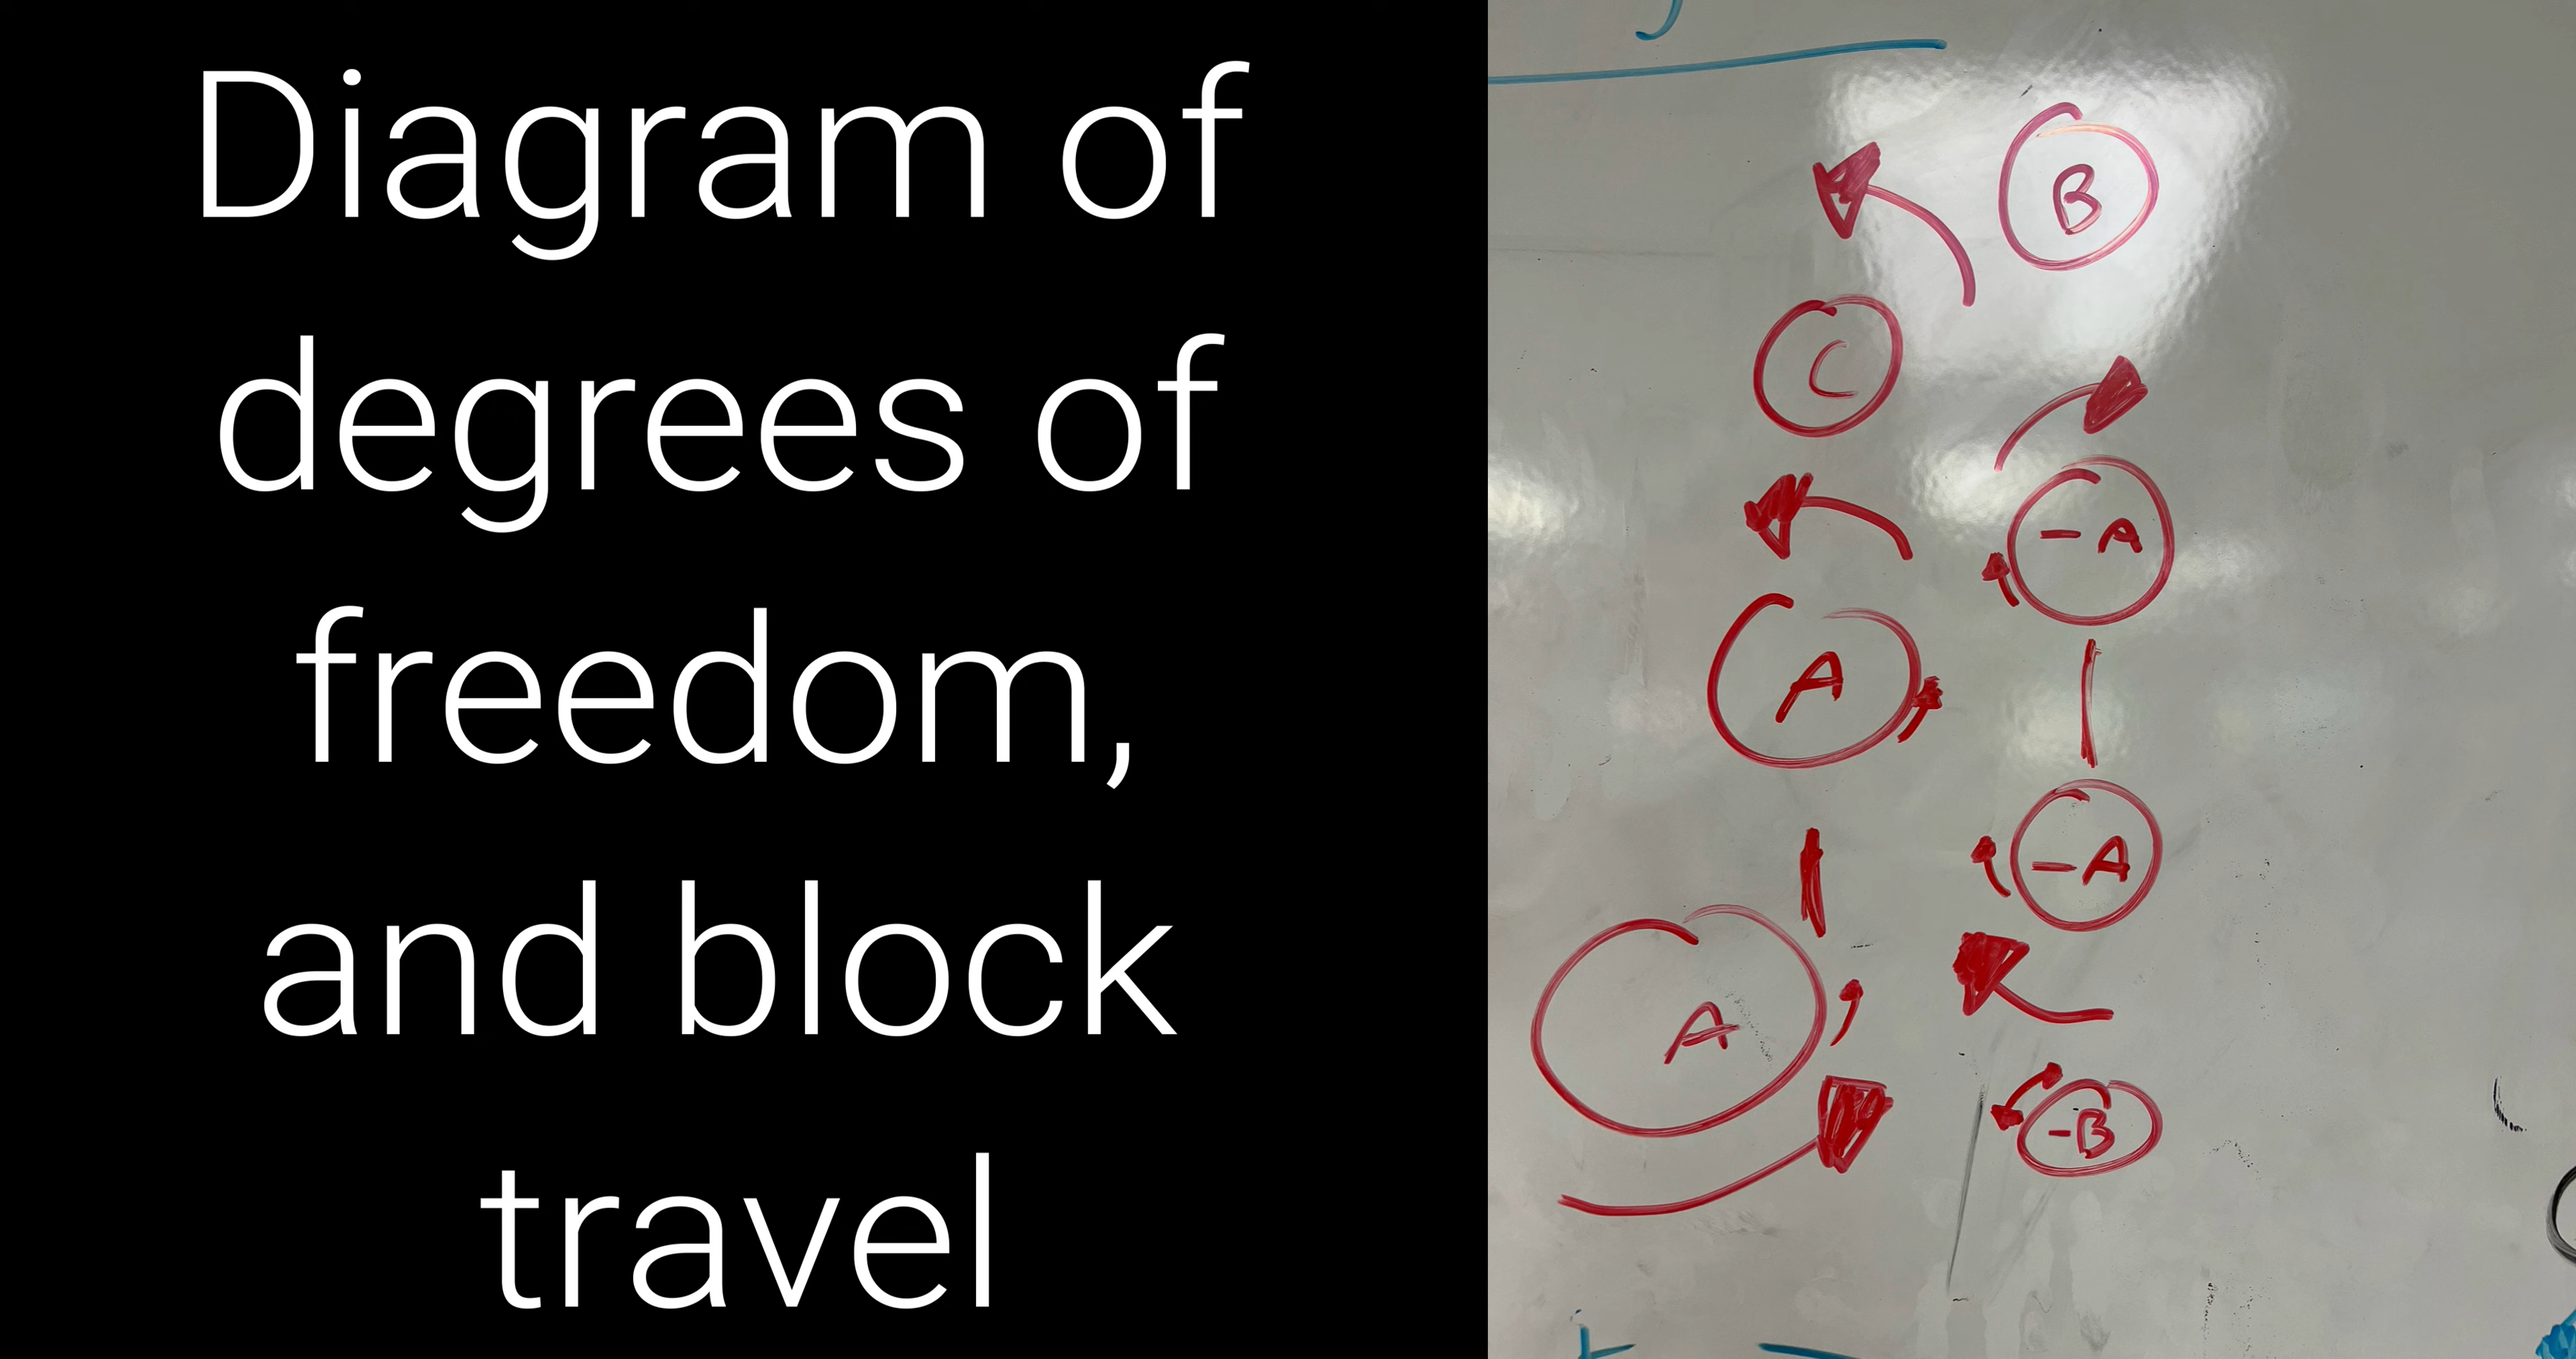 Diagram of
degrees of
freedom,
and block
travel
B
C
- A
A
- A
A
- B